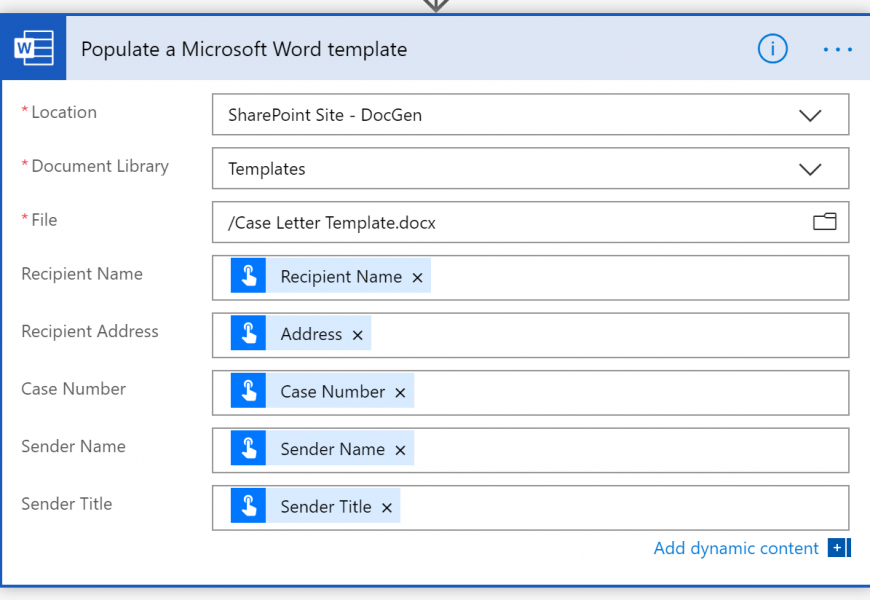 W
Populate a Microsoft Word template
i
* Location
SharePoint Site - DocGen
* Document Library
Templates
* File
/Case Letter Template.docx
Recipient Name
Recipient Name ×
Recipient Address
Address ×
Case Number
Case Number ×
Sender Name
Sender Name ×
Sender Title
Sender Title ×
Add dynamic content +